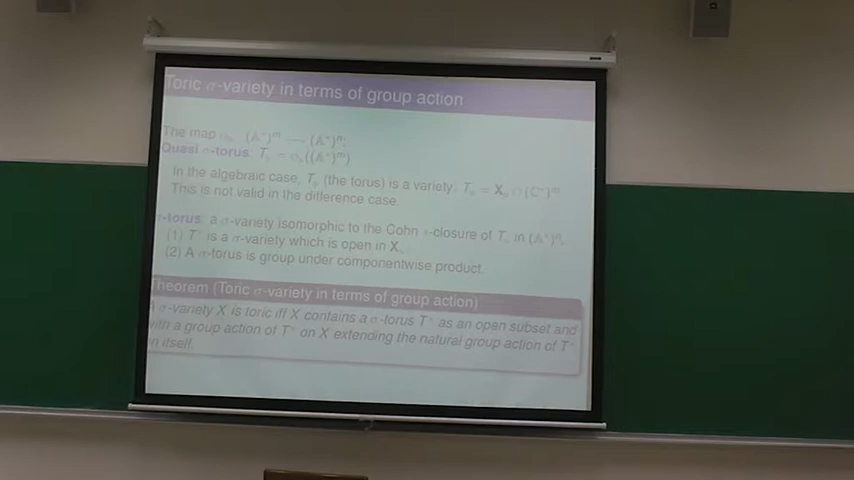 Toric σ-variety in terms of group action
The map (𝔸*)^m → (𝔸*)^n;
Quasi σ-torus: T = ((𝔸*)^m)
In the algebraic case, T (the torus) is a variety: T = X ∩ (ℂ*)
This is not valid in the difference case.
-torus: a σ-variety isomorphic to the Cohn -closure of T in (𝔸*)^n.
(1) T* is a σ-variety which is open in X
(2) A σ-torus is group under componentwise product.
Theorem (Toric σ-variety in terms of group action)
A σ-variety X is toric iff X contains a σ-torus T* as an open subset and
with a group action of T* on X extending the natural group action of T*
on itself.